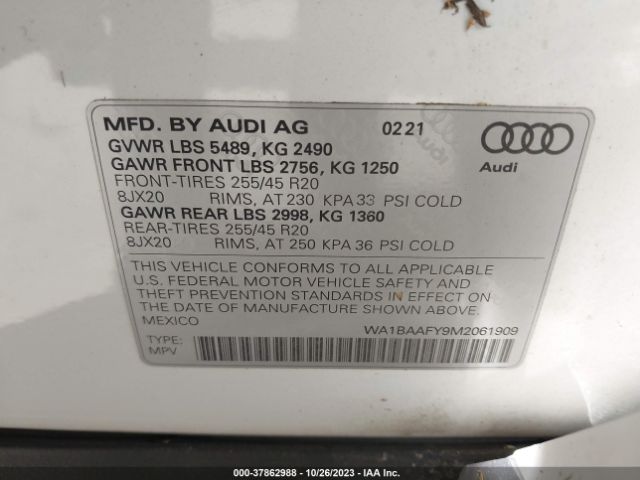 MFD. BY AUDI AG 0221
GVWR LBS 5489, KG 2490
GAWR FRONT LBS 2756, KG 1250
FRONT-TIRES 255/45 R20
8JX20 RIMS, AT 230 KPA 33 PSI COLD
GAWR REAR LBS 2998, KG 1360
REAR-TIRES 255/45 R20
8JX20 RIMS, AT 250 KPA 36 PSI COLD
Audi
THIS VEHICLE CONFORMS TO ALL APPLICABLE
U.S. FEDERAL MOTOR VEHICLE SAFETY AND
THEFT PREVENTION STANDARDS IN EFFECT ON
THE DATE OF MANUFACTURE SHOWN ABOVE.
MEXICO
WA1BAAFY9M2061909
TYPE:
MPV
000-37862988 - 10/26/2023 - IAA Inc.